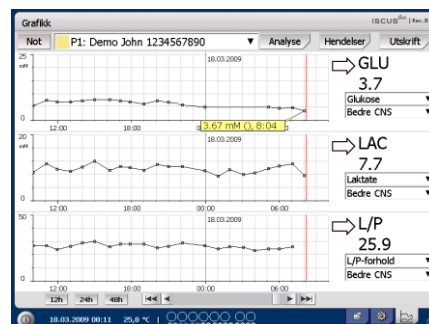 Grafikk
ISCUS flex | Rev.
Not
P1: Demo John 1234567890
Analyse
Hendelser
Utskrift
25
mM
18.03.2009
0
12:00 18:00 06:00
3.67 mM (), 8:04
GLU
3.7
Glukose
Bedre CNS
20
mM
18.03.2009
0
12:00 18:00 00:00 06:00
LAC
7.7
Laktate
Bedre CNS
50
18.03.2009
0
12:00 18:00 00:00 06:00
L/P
25.9
L/P-forhold
Bedre CNS
12h 24h 48h
18.03.2009 08:11 25,8 °C